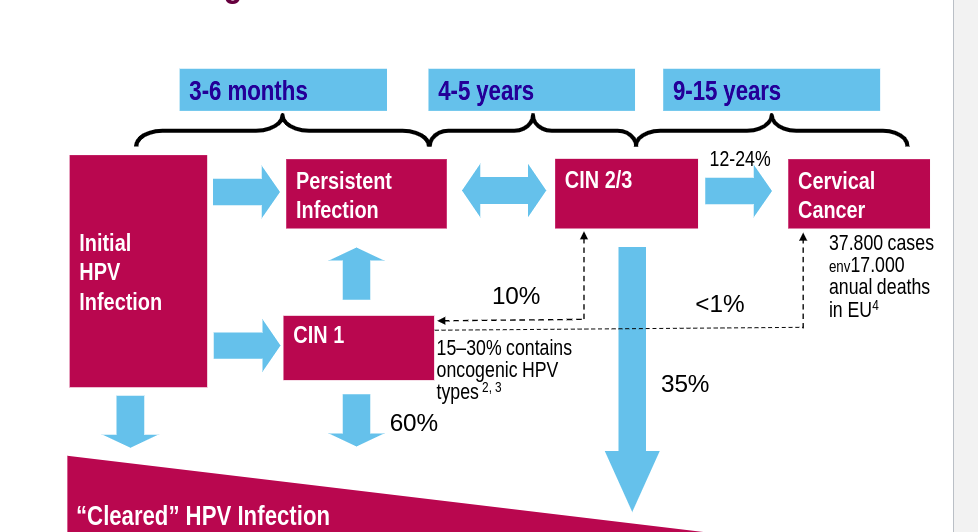 3-6 months
4-5 years
9-15 years
12-24%
Persistent
Infection
CIN 2/3
Cervical
Cancer
Initial
HPV
Infection
37.800 cases
env17.000
anual deaths
in EU4
10%
<1%
CIN 1
15–30% contains
oncogenic HPV
types 2, 3
35%
60%
“Cleared” HPV Infection